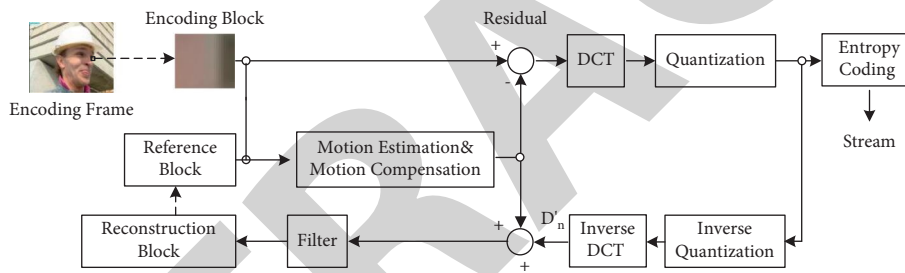 Encoding Block
Residual
Encoding Frame
+
-
DCT
Quantization
Entropy
Coding
Stream
Reference
Block
Motion Estimation&
Motion Compensation
Reconstruction
Block
Filter
+
+
D'n
Inverse
DCT
Inverse
Quantization